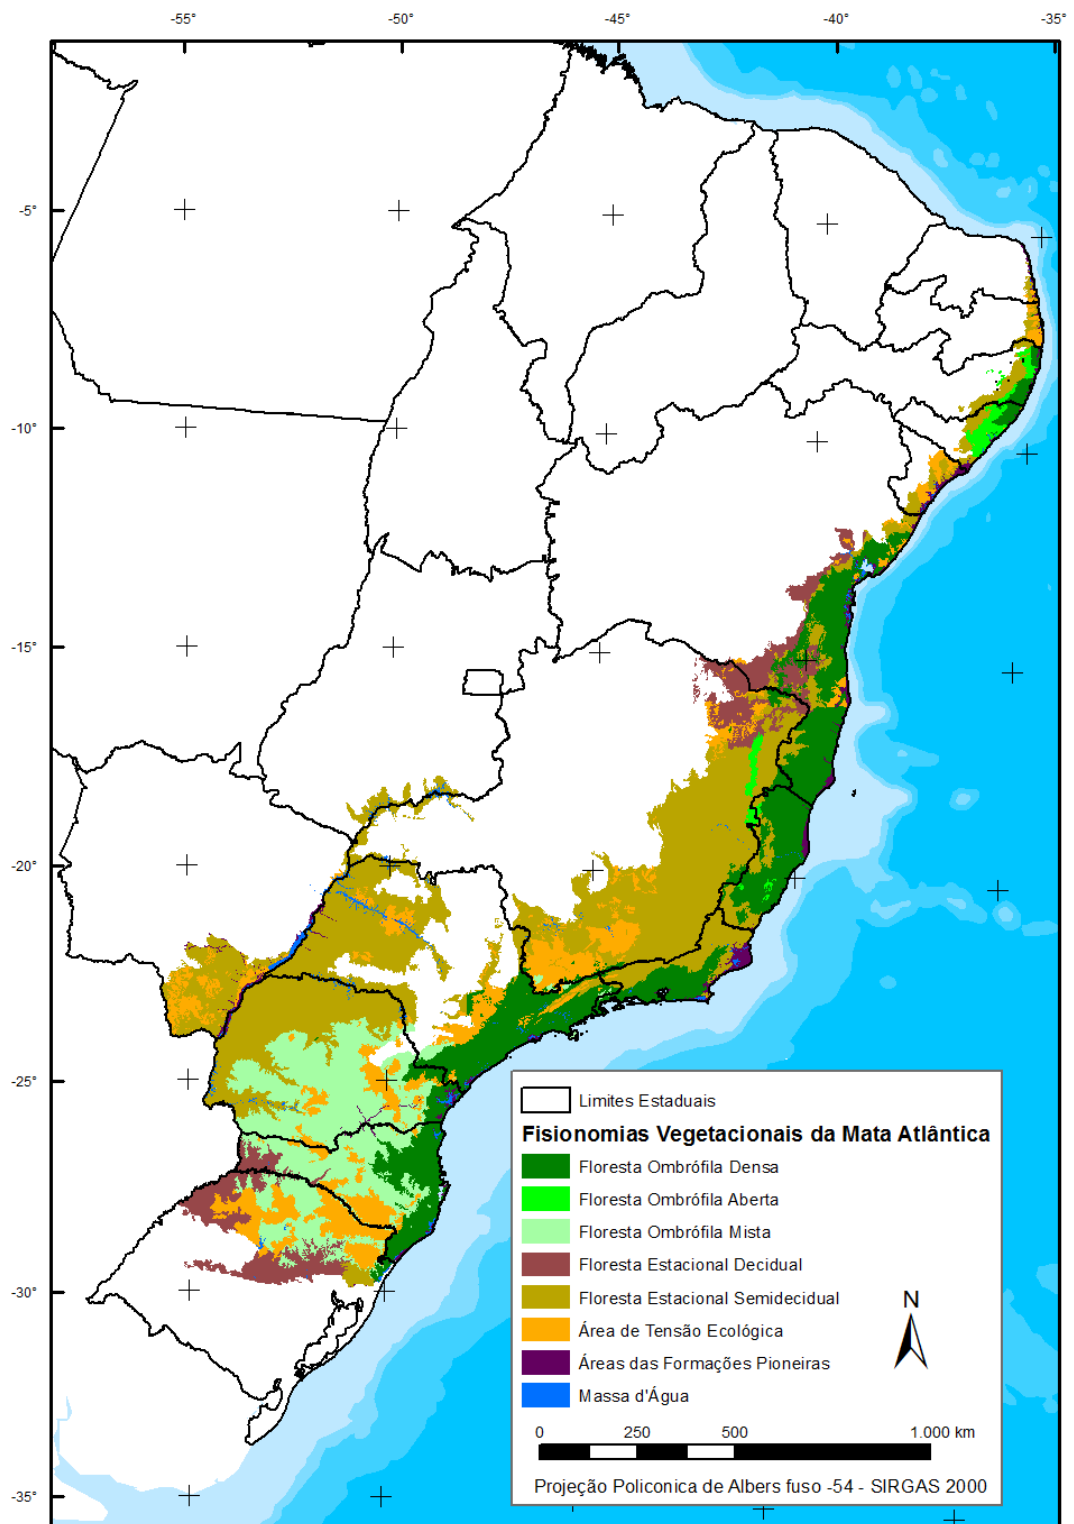 -55°
-50°
-45°
-40°
-35°
-5°
-10°
-15°
-20°
-25°
-30°
-35°
Limites Estaduais
Fisionomias Vegetacionais da Mata Atlântica
Floresta Ombrófila Densa
Floresta Ombrófila Aberta
Floresta Ombrófila Mista
Floresta Estacional Decidual
Floresta Estacional Semidecidual
Área de Tensão Ecológica
Áreas das Formações Pioneiras
Massa d'Água
N
0 250 500 1.000 km
Projeção Policonica de Albers fuso -54 - SIRGAS 2000